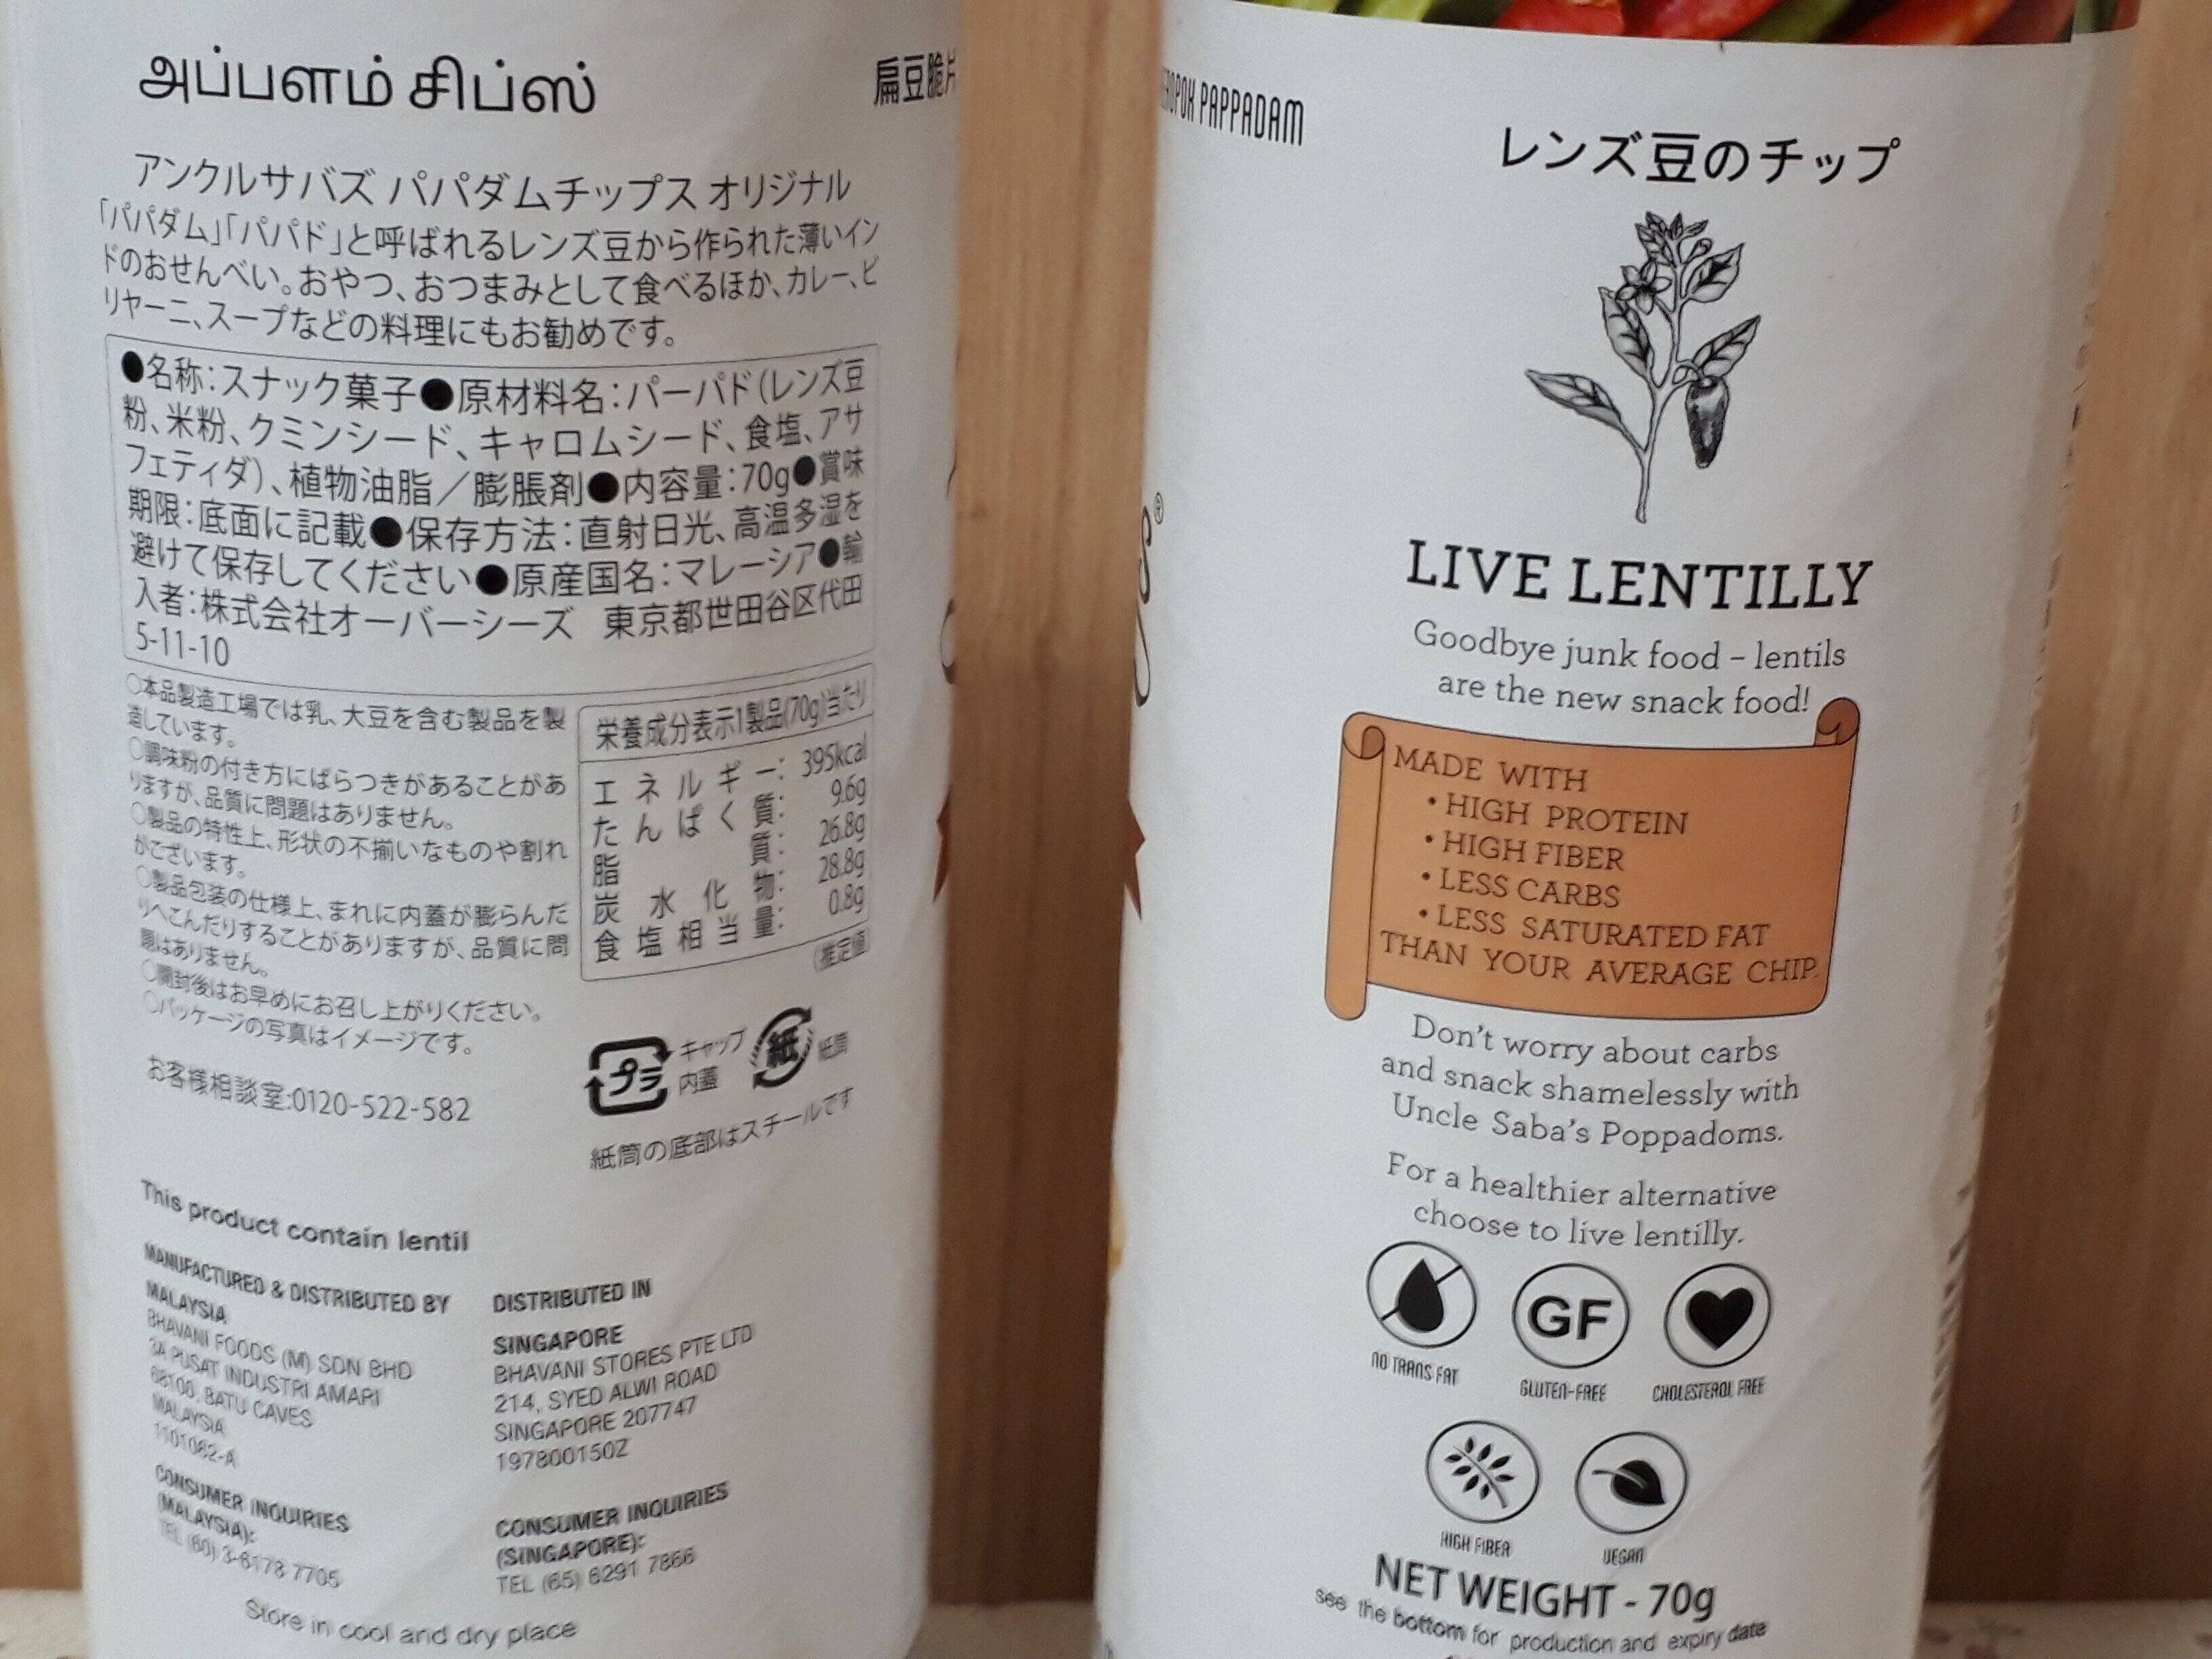 அப்பளம் சிப்ஸ்
扁豆脆片
アンクルサバズ パパダムチップス オリジナル
「パパダム」「パパド」と呼ばれるレンズ豆から作られた薄いイン
ドのおせんべい。おやつ、おつまみとして食べるほか、カレー、ビ
リヤーニ、スープなどの料理にもお勧めです。
●名称：スナック菓子●原材料名：パーパド（レンズ豆
粉、米粉、クミンシード、キャロムシード、食塩、アサ
フェティダ）、植物油脂／膨脹剤●内容量：70g●賞味
期限：底面に記載●保存方法：直射日光、高温多湿を
避けて保存してください●原産国名：マレーシア●輸
入者：株式会社オーバーシーズ 東京都世田谷区代田
5-11-10
○本品製造工場では乳、大豆を含む製品を製
造しています。
○調味粉の付き方にばらつきがあることがあ
りますが、品質に問題はありません。
○製品の特性上、形状の不揃いなものや割れ
がございます。
○製品包装の仕様上、まれに内蓋が膨らんだ
りへこんだりすることがありますが、品質に問
題はありません。
○開封後はお早めにお召し上がりください。
○パッケージの写真はイメージです。
お客様相談室:0120-522-582
栄養成分表示1製品(70g)当たり
エネルギー: 395kcal
たんぱく質: 9.6g
脂質: 26.8g
炭水化物: 28.8g
食塩相当量: 0.8g
(推定値)
プラ キャップ 内蓋
紙 紙筒
紙筒の底部はスチールです
This product contain lentil
MANUFACTURED & DISTRIBUTED BY
MALAYSIA
BHAVANI FOODS (M) SDN BHD
3A PUSAT INDUSTRI AMARI
68100, BATU CAVES
MALAYSIA
1101062-A
CONSUMER INQUIRIES
(MALAYSIA):
TEL (60) 3-6178 7705
DISTRIBUTED IN
SINGAPORE
BHAVANI STORES PTE LTD
214, SYED ALWI ROAD
SINGAPORE 207747
197800150Z
CONSUMER INQUIRIES
(SINGAPORE):
TEL (65) 6291 7866
Store in cool and dry place
PAPPADAM
レンズ豆のチップ
®
LIVE LENTILLY
Goodbye junk food – lentils
are the new snack food!
MADE WITH
• HIGH PROTEIN
• HIGH FIBER
• LESS CARBS
• LESS SATURATED FAT
THAN YOUR AVERAGE CHIP.
Don't worry about carbs
and snack shamelessly with
Uncle Saba's Poppadoms.
For a healthier alternative
choose to live lentilly.
NO TRANS FAT
GF
GLUTEN-FREE
CHOLESTEROL FREE
HIGH FIBER
VEGAN
NET WEIGHT - 70g
see the bottom for production and expiry date